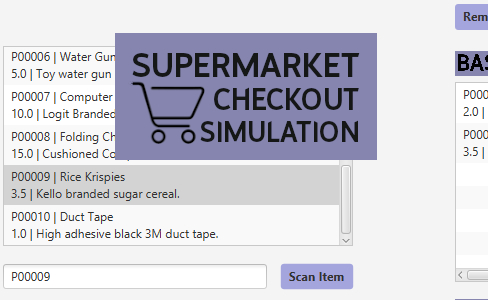 Rem
P00006 | Water Gun
5.0 | Toy water gun
SUPERMARKET
CHECKOUT
SIMULATION
BAS
P00007 | Computer
10.0 | Logit Branded
P00008 | Folding Ch
15.0 | Cushioned Co
P00009 | Rice Krispies
3.5 | Kello branded sugar cereal.
P00010 | Duct Tape
1.0 | High adhesive black 3M duct tape.
P000
2.0 |
P000
3.5 |
P00009
Scan Item